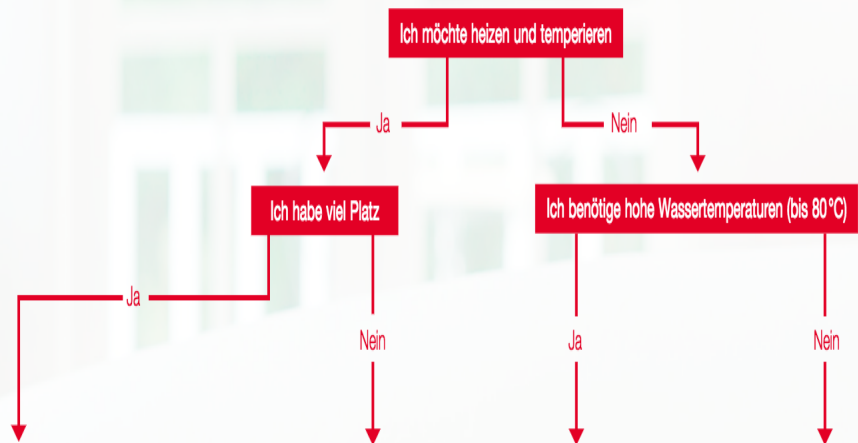 Ich möchte heizen und temperieren
Ja
Nein
Ich habe viel Platz
Ich benötige hohe Wassertemperaturen (bis 80 °C)
Ja
Nein
Ja
Nein